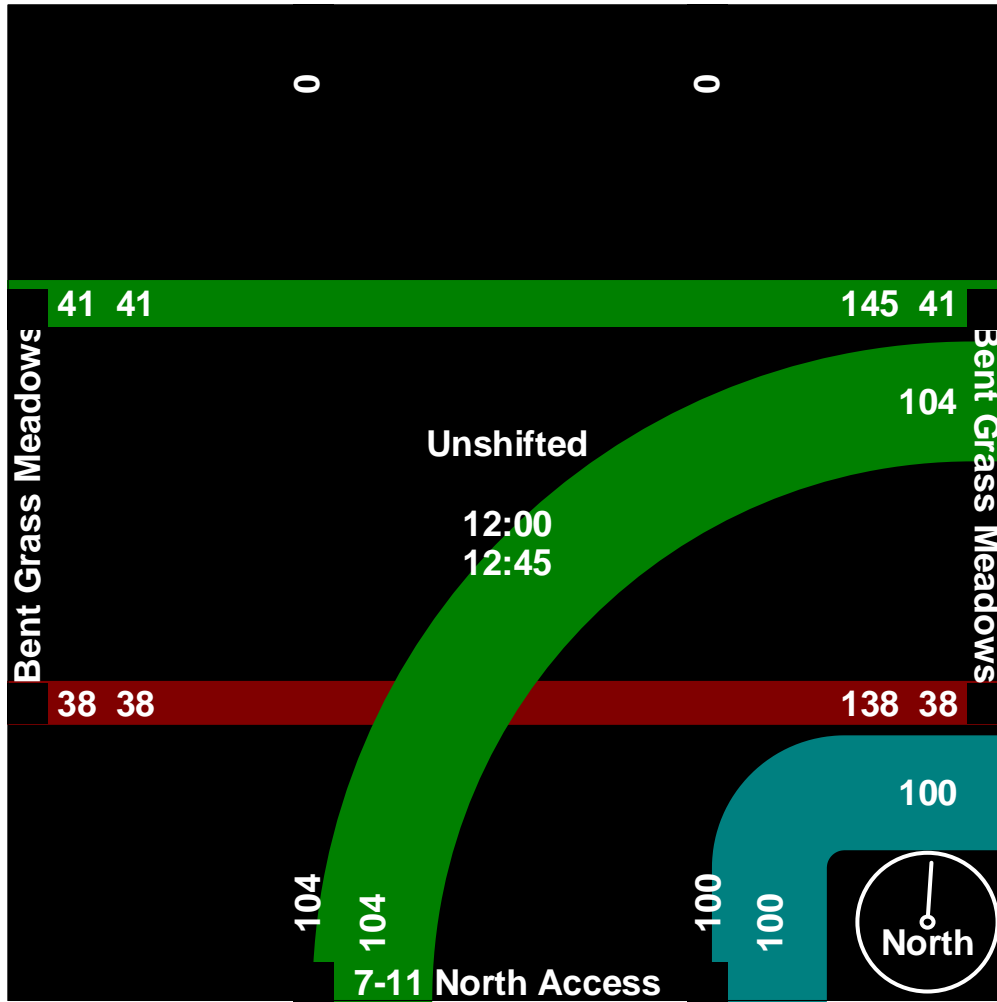 0 0
41 41 145 41
Bent Grass Meadows
Bent Grass Meadows
104
Unshifted
12:00
12:45
38 38 138 38
100
104 104 100 100
North
7-11 North Access